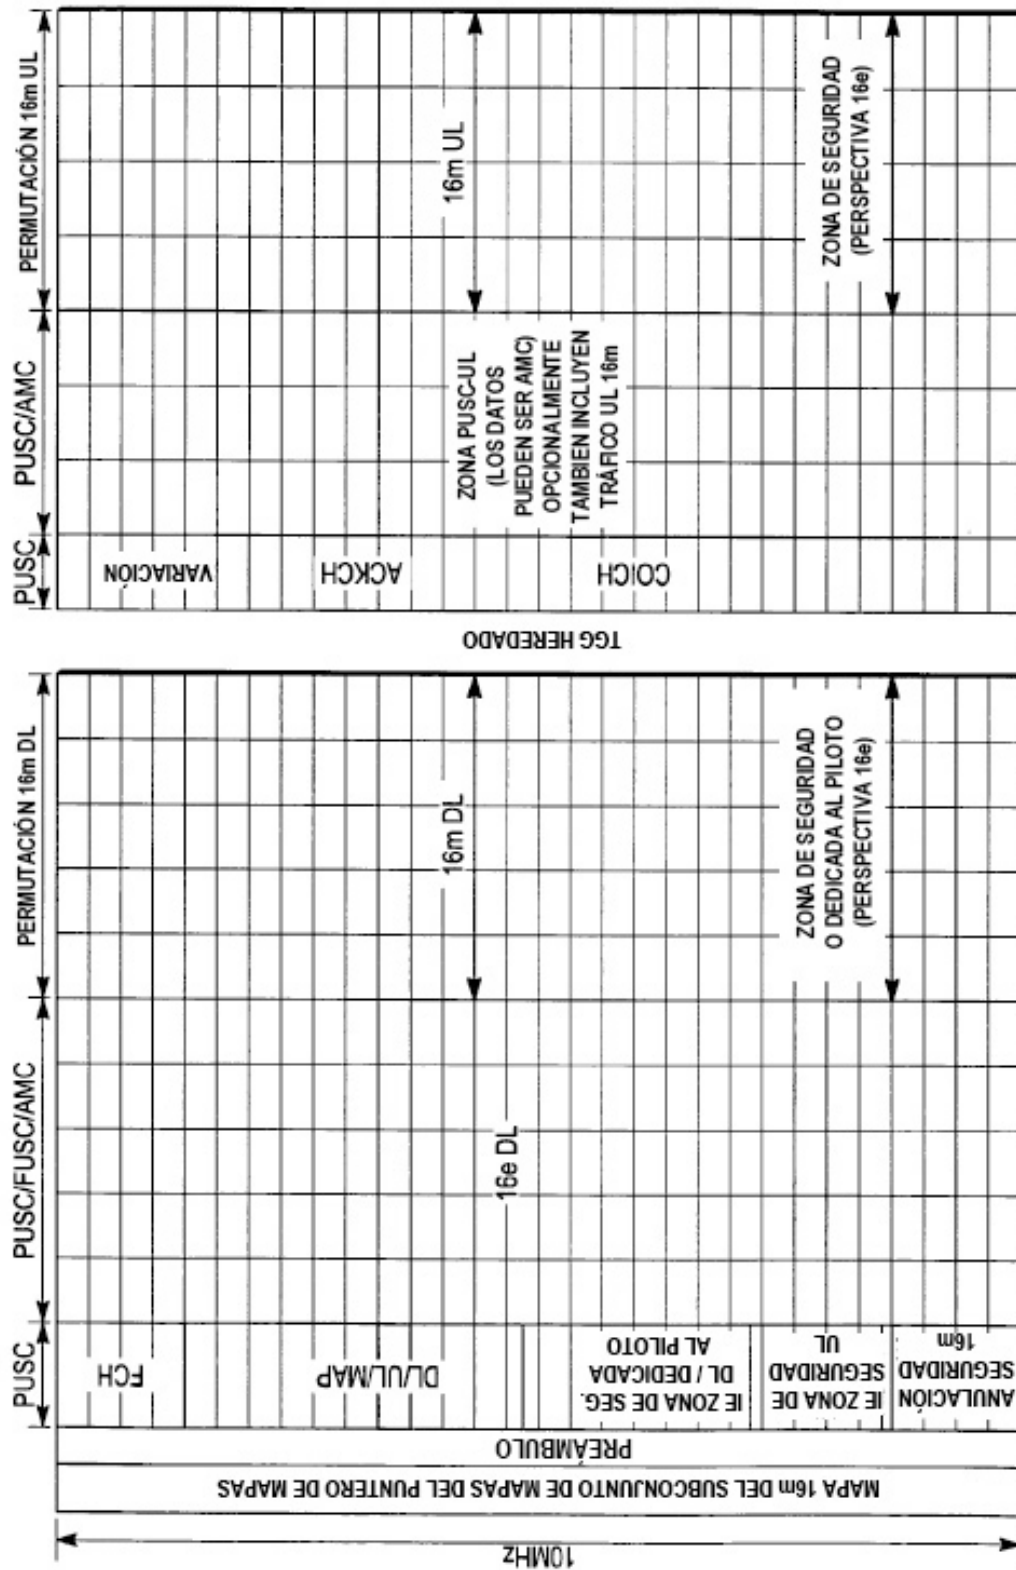 PUSC
PUSC/FUSC/AMC
PERMUTACIÓN 16m DL
PUSC
PUSC/AMC
PERMUTACIÓN 16m UL
10MHz
MAPA 16m DEL SUBCONJUNTO DE MAPAS DEL PUNTERO DE MAPAS
PREÁMBULO
FCH
DL/UL/MAP
IE ZONA DE SEG.
DL / DEDICADA
AL PILOTO
IE ZONA DE
SEGURIDAD
UL
ANULACIÓN
SEGURIDAD
16m
16e DL
16m DL
ZONA DE SEGURIDAD
O DEDICADA AL PILOTO
(PERSPECTIVA 16e)
TGG HEREDADO
VARIACIÓN
ACKCH
COICH
ZONA PUSC-UL
(LOS DATOS
PUEDEN SER AMC)
OPCIONALMENTE
TAMBIEN INCLUYEN
TRÁFICO UL 16m
16m UL
ZONA DE SEGURIDAD
(PERSPECTIVA 16e)